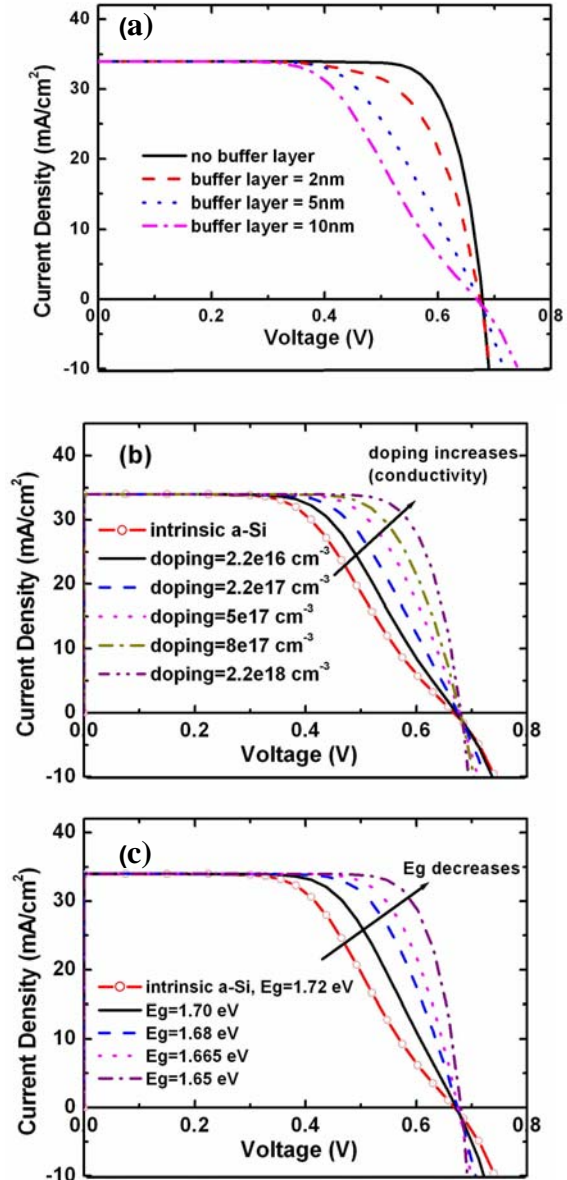 (a)
40
30
20
10
0
-10
Current Density (mA/cm²)
no buffer layer
buffer layer = 2nm
buffer layer = 5nm
buffer layer = 10nm
0.0 0.2 0.4 0.6 0.8
Voltage (V)
(b)
40
30
20
10
0
-10
Current Density (mA/cm²)
doping increases
(conductivity)
intrinsic a-Si
doping=2.2e16 cm⁻³
doping=2.2e17 cm⁻³
doping=5e17 cm⁻³
doping=8e17 cm⁻³
doping=2.2e18 cm⁻³
0.0 0.2 0.4 0.6 0.8
Voltage (V)
(c)
40
30
20
10
0
-10
Current Density (mA/cm²)
Eg decreases
intrinsic a-Si, Eg=1.72 eV
Eg=1.70 eV
Eg=1.68 eV
Eg=1.665 eV
Eg=1.65 eV
0.0 0.2 0.4 0.6 0.8
Voltage (V)